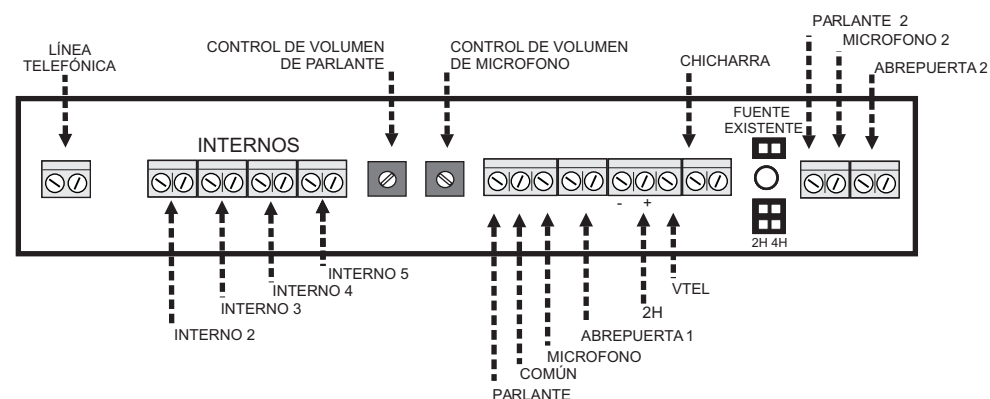 LÍNEA
TELEFÓNICA
CONTROL DE VOLUMEN
DE PARLANTE
CONTROL DE VOLUMEN
DE MICROFONO
CHICHARRA
PARLANTE 2
MICROFONO 2
ABREPUERTA 2
INTERNOS
FUENTE
EXISTENTE
- +
2H 4H
INTERNO 2
INTERNO 3
INTERNO 4
INTERNO 5
PARLANTE
COMÚN
MICROFONO
ABREPUERTA 1
2H
VTEL